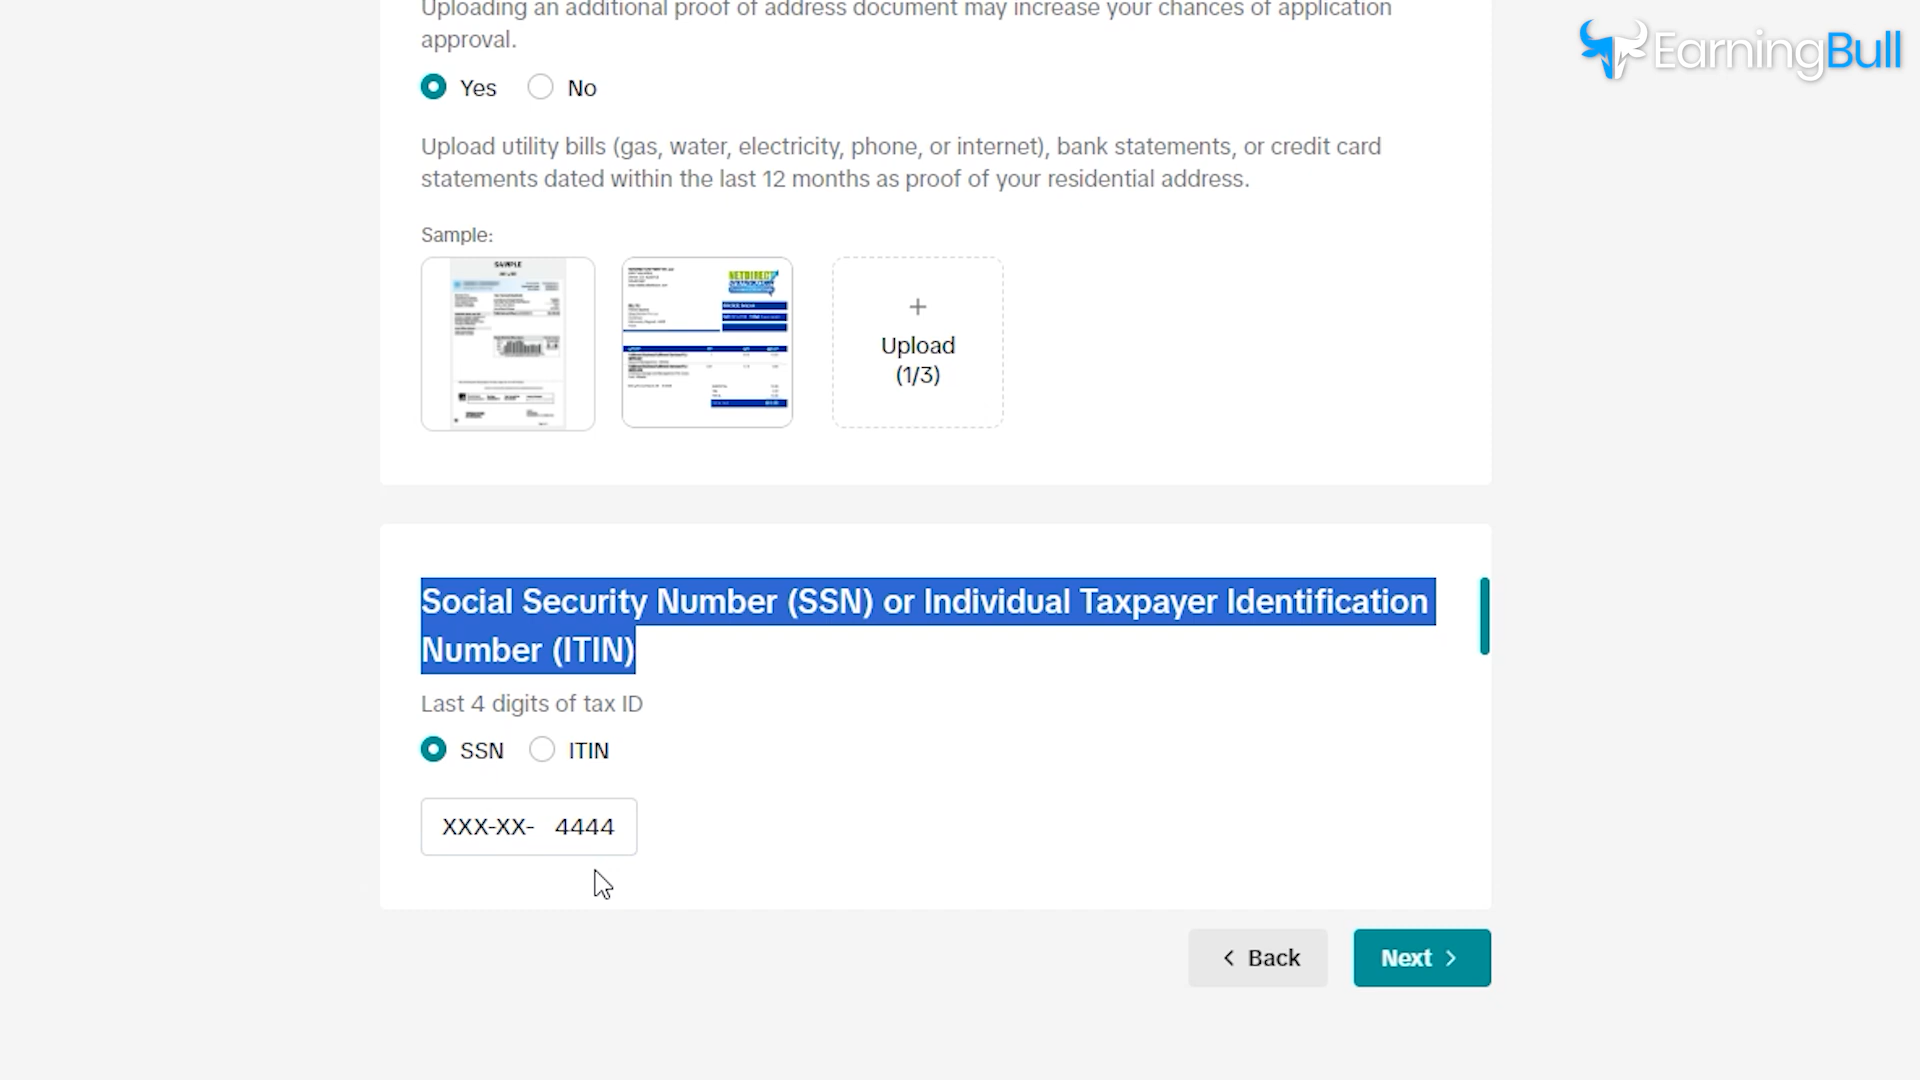 Uploading an additional proof of address document may increase your chances of application
approval.
Yes No
Upload utility bills (gas, water, electricity, phone, or internet), bank statements, or credit card
statements dated within the last 12 months as proof of your residential address.
Sample:
SAMPLE
+
Upload
(1/3)
Social Security Number (SSN) or Individual Taxpayer Identification
Number (ITIN)
Last 4 digits of tax ID
SSN ITIN
XXX-XX- 4444
Back Next
EarningBull